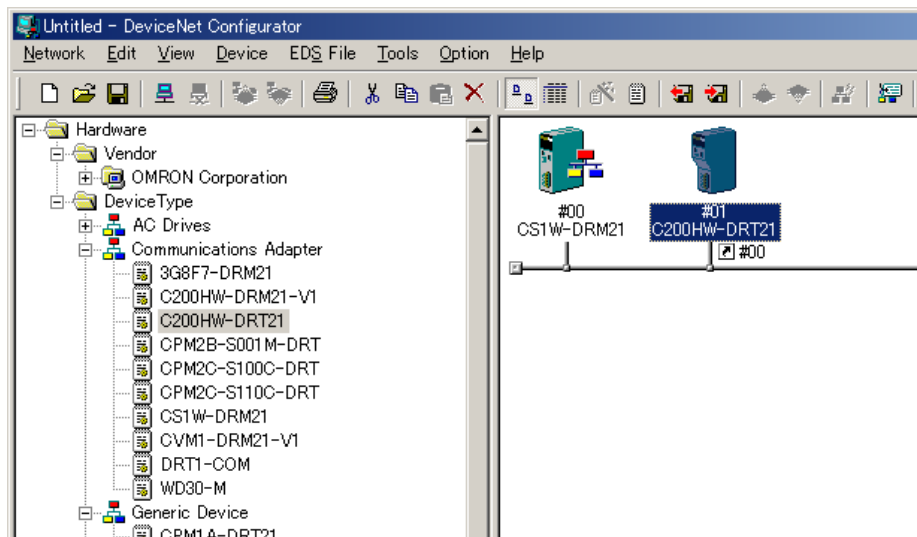 Untitled - DeviceNet Configurator
Network Edit View Device EDS File Tools Option Help
Hardware
Vendor
OMRON Corporation
DeviceType
AC Drives
Communications Adapter
3G8F7-DRM21
C200HW-DRM21-V1
C200HW-DRT21
CPM2B-S001M-DRT
CPM2C-S100C-DRT
CPM2C-S110C-DRT
CS1W-DRM21
CVM1-DRM21-V1
DRT1-COM
WD30-M
Generic Device
CPM1A-DRT21
#00
CS1W-DRM21
#01
C200HW-DRT21
#00